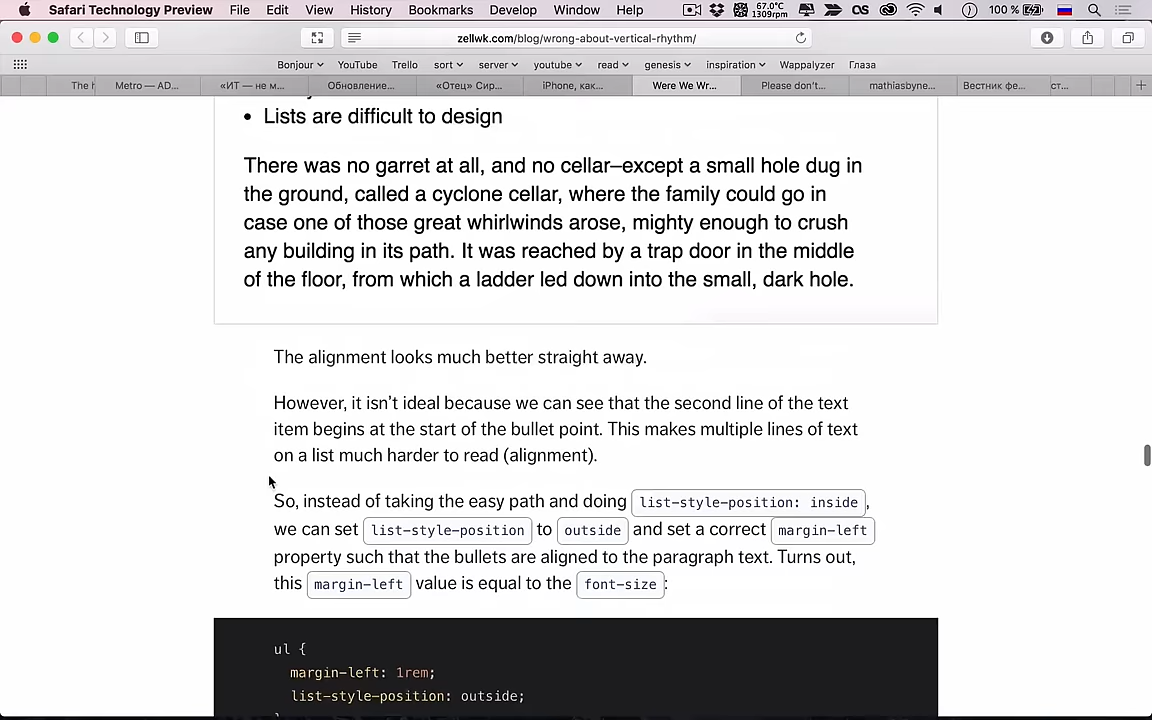 Safari Technology Preview File Edit View History Bookmarks Develop Window Help 67.0°C 1309rpm OS 100 %
zellwk.com/blog/wrong-about-vertical-rhythm/
Bonjour YouTube Trello sort server youtube read genesis inspiration Wappalyzer Глаза
The h Metro — AD... «ИТ — не м... Обновление... «Отец» Сир... iPhone, как... Were We Wr... Please don't... mathiasbyne... Вестник фе... ст...
• Lists are difficult to design
There was no garret at all, and no cellar–except a small hole dug in
the ground, called a cyclone cellar, where the family could go in
case one of those great whirlwinds arose, mighty enough to crush
any building in its path. It was reached by a trap door in the middle
of the floor, from which a ladder led down into the small, dark hole.
The alignment looks much better straight away.
However, it isn't ideal because we can see that the second line of the text
item begins at the start of the bullet point. This makes multiple lines of text
on a list much harder to read (alignment).
So, instead of taking the easy path and doing list-style-position: inside,
we can set list-style-position to outside and set a correct margin-left
property such that the bullets are aligned to the paragraph text. Turns out,
this margin-left value is equal to the font-size:
ul {
margin-left: 1rem;
list-style-position: outside;